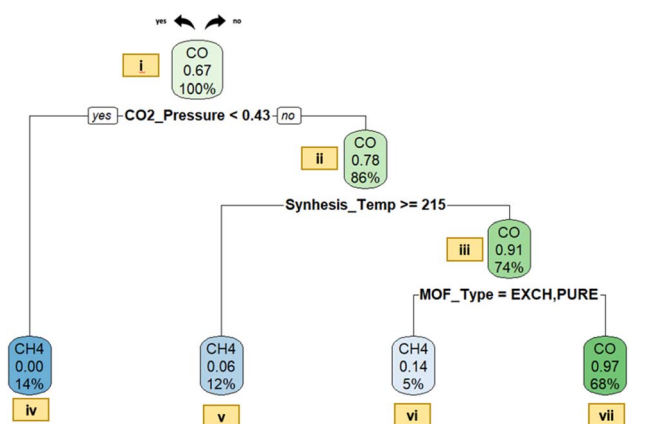 yes no
i
CO
0.67
100%
yes CO2_Pressure < 0.43 no
ii
CO
0.78
86%
Synhesis_Temp >= 215
iii
CO
0.91
74%
MOF_Type = EXCH,PURE
CH4
0.00
14%
iv
CH4
0.06
12%
v
CH4
0.14
5%
vi
CO
0.97
68%
vii